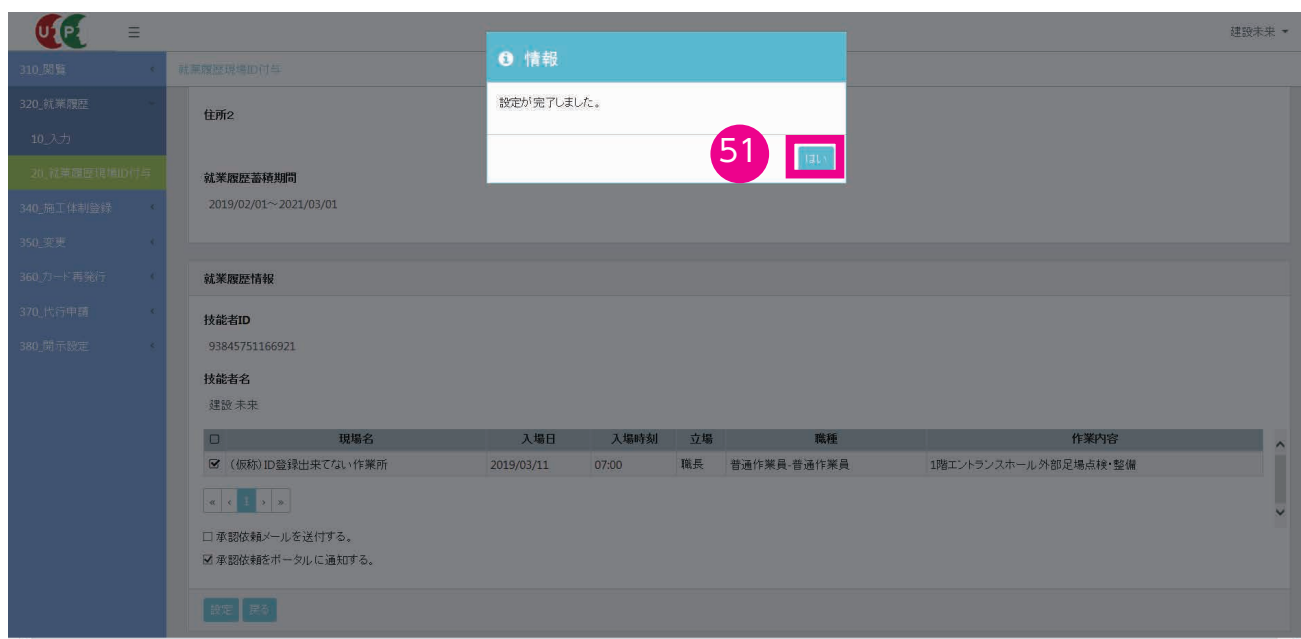 U P
建設未来
310_閲覧
320_就業履歴
10_入力
20_就業履歴現場ID付与
340_施工体制登録
350_変更
360_カード再発行
370_代行申請
380_開示設定
就業履歴現場ID付与
情報
設定が完了しました。
51
はい
住所2
就業履歴蓄積期間
2019/02/01～2021/03/01
就業履歴情報
技能者ID
93845751166921
技能者名
建設 未来
現場名 入場日 入場時刻 立場 職種 作業内容
(仮称)ID登録出来てない作業所 2019/03/11 07:00 職長 普通作業員-普通作業員 1階エントランスホール外部足場点検・整備
« ‹ 1 › »
承認依頼メールを送付する。
承認依頼をポータルに通知する。
設定 戻る